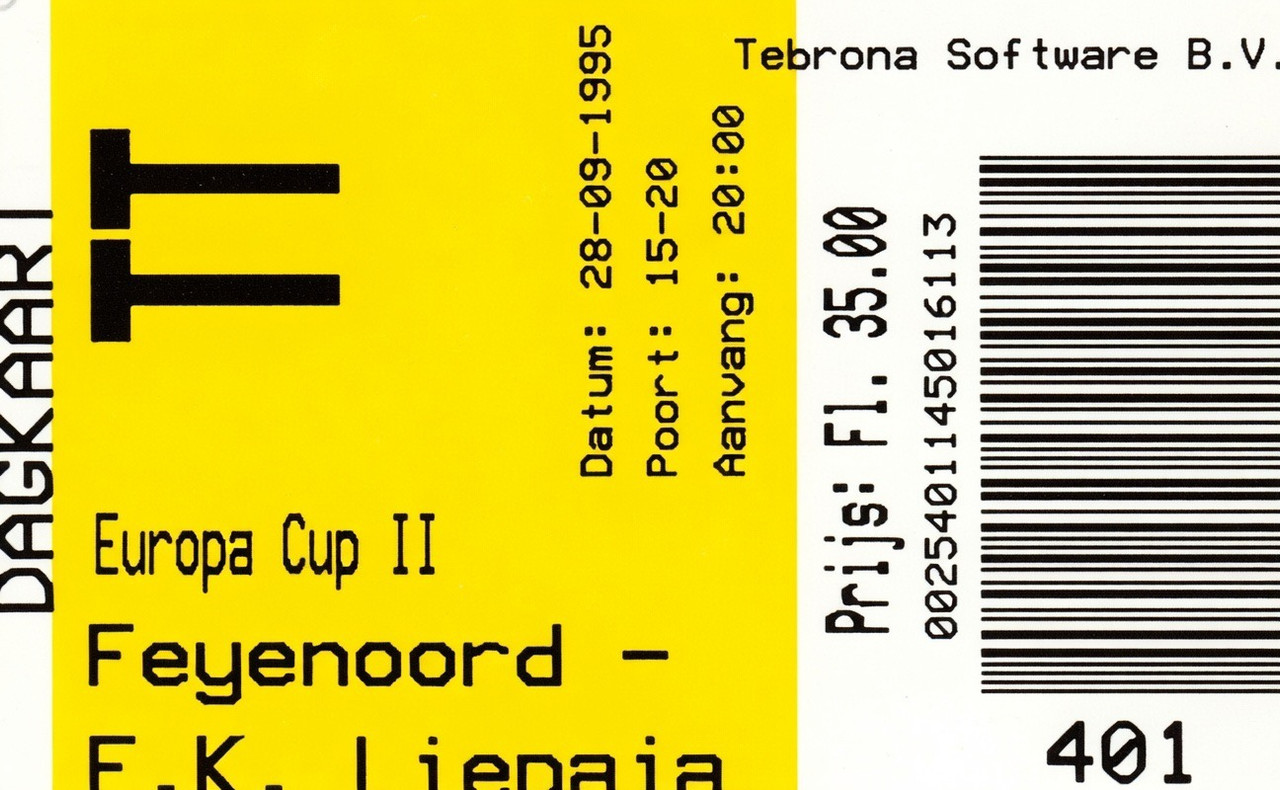 Tebrona Software B.V.
DAGKAART
TT
Datum: 28-09-1995
Poort: 15-20
Aanvang: 20:00
Prijs: Fl. 35.00
0025401145016113
Europa Cup II
Feyenoord -
F.K. Liepaja
401